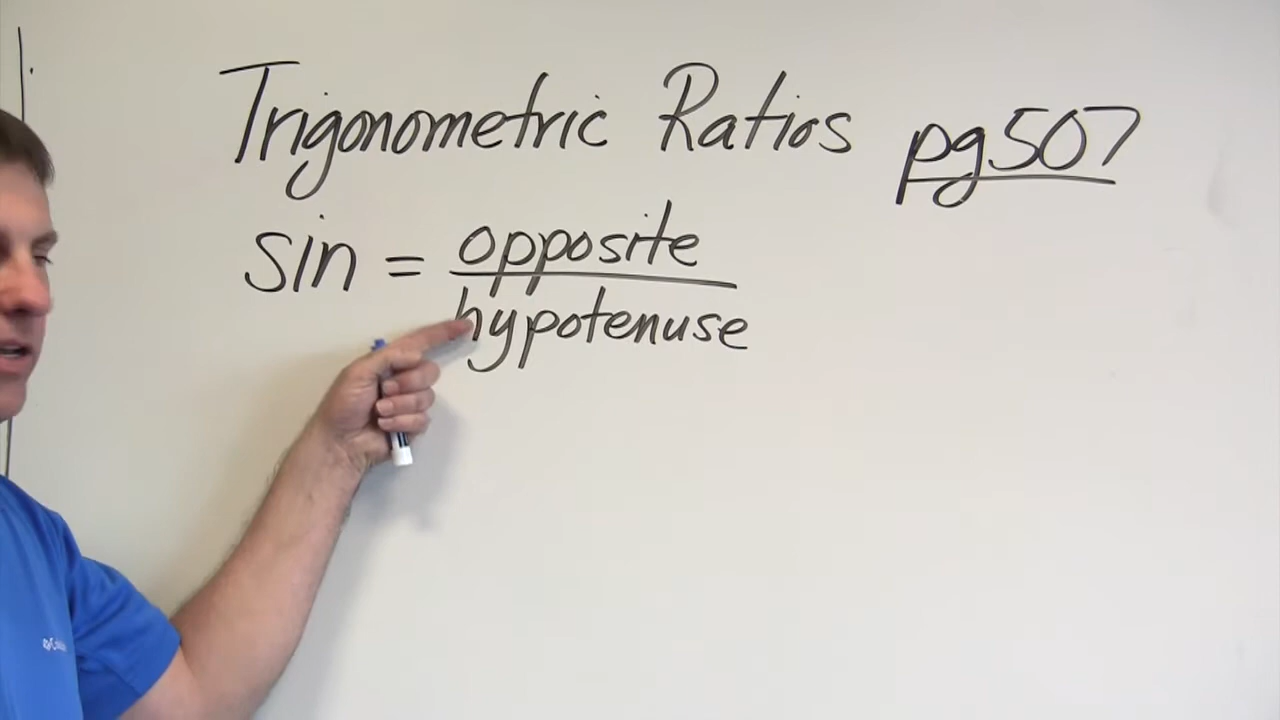 Trigonometric Ratios pg507
sin = opposite
hypotenuse